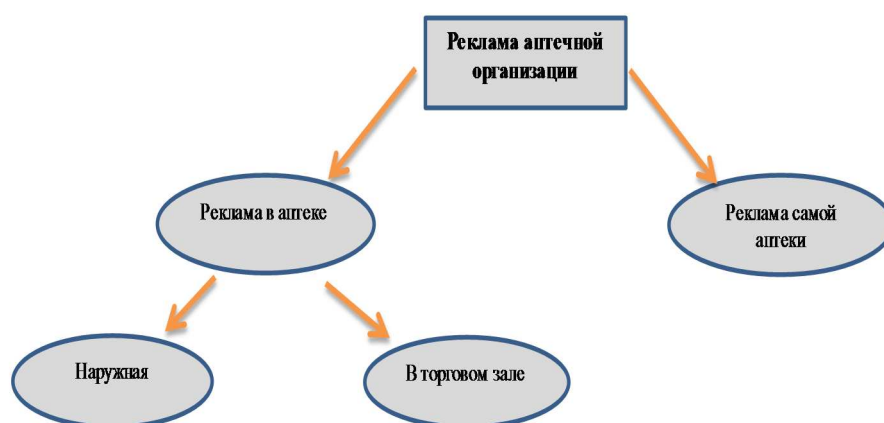 Реклама аптечной
организации
Реклама в аптеке
Реклама самой
аптеки
Наружная
В торговом зале